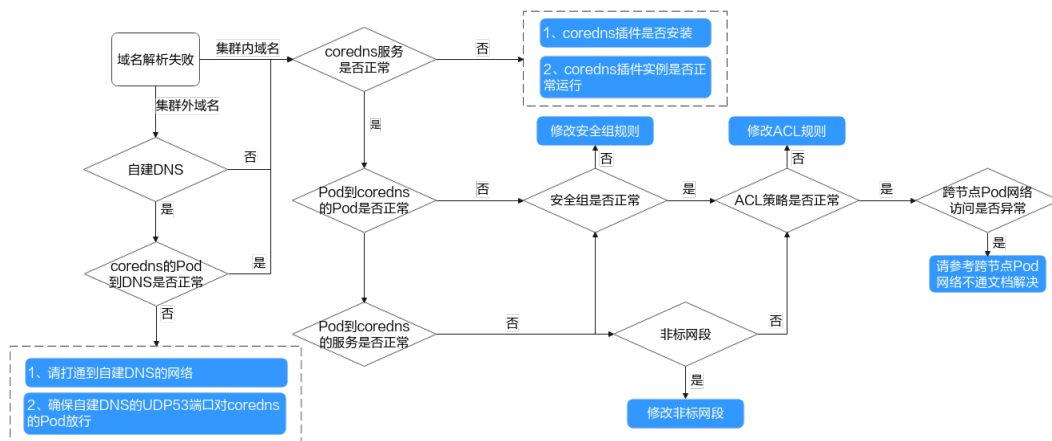 域名解析失败
集群内域名
coredns服务
是否正常
否
1、coredns插件是否安装
2、coredns插件实例是否正
常运行
集群外域名
是
修改安全组规则
修改ACL规则
自建DNS
否
否
否
是
Pod到coredns
的Pod是否正常
否
安全组是否正常
是
ACL策略是否正常
是
跨节点Pod网络
访问是否异常
coredns的Pod
到DNS是否正常
是
是
请参考跨节点Pod
网络不通文档解决
否
Pod到coredns
的服务是否正常
否
非标网段
否
1、请打通到自建DNS的网络
是
2、确保自建DNS的UDP53端口对coredns
的Pod放行
修改非标网段